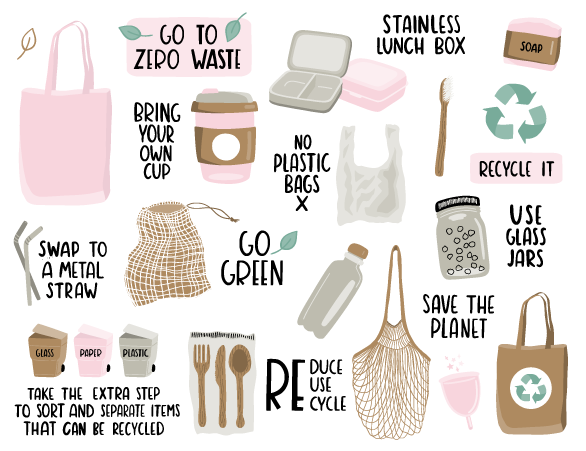 GO TO
ZERO WASTE
STAINLESS
LUNCH BOX
SOAP
BRING
YOUR
OWN
CUP
NO
PLASTIC
BAGS
X
RECYCLE IT
SWAP TO
A METAL
STRAW
GO
GREEN
USE
GLASS
JARS
SAVE THE
PLANET
GLASS
PAPER
PLASTIC
TAKE THE EXTRA STEP
TO SORT AND SEPARATE ITEMS
THAT CAN BE RECYCLED
RE
DUCE
USE
CYCLE